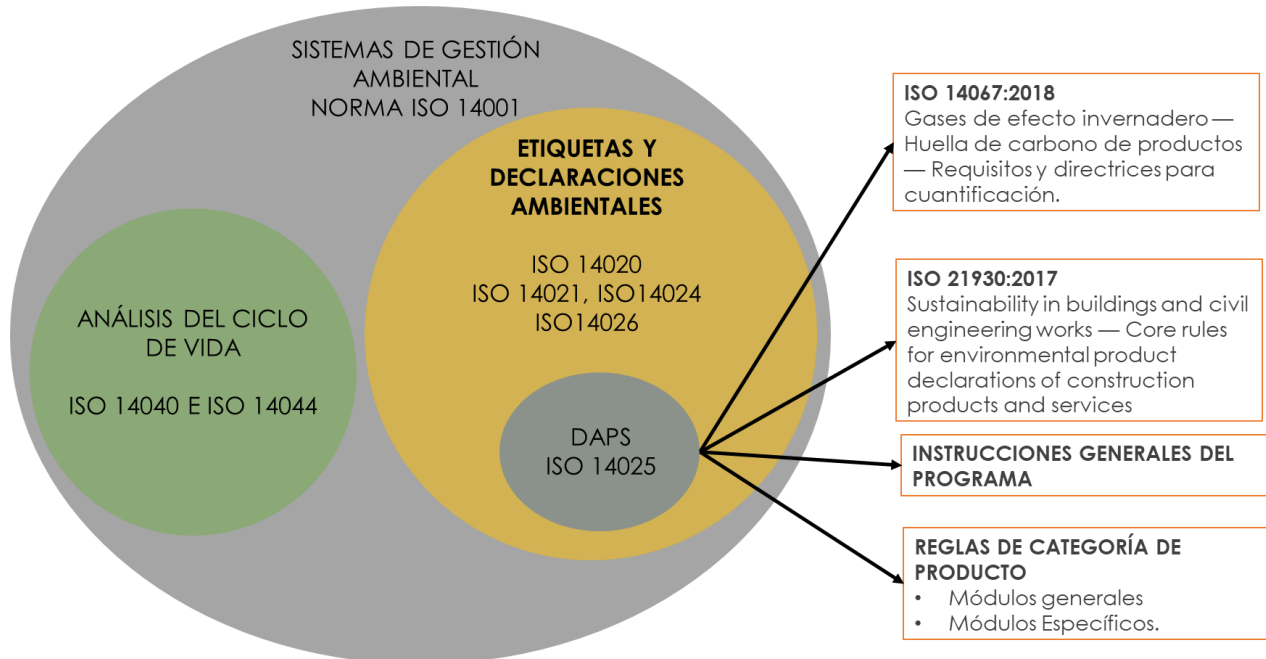 SISTEMAS DE GESTIÓN
AMBIENTAL
NORMA ISO 14001
ETIQUETAS Y
DECLARACIONES
AMBIENTALES
ISO 14020
ISO 14021, ISO14024
ISO14026
ANÁLISIS DEL CICLO
DE VIDA
ISO 14040 E ISO 14044
DAPS
ISO 14025
ISO 14067:2018
Gases de efecto invernadero —
Huella de carbono de productos
— Requisitos y directrices para
cuantificación.
ISO 21930:2017
Sustainability in buildings and civil
engineering works — Core rules
for environmental product
declarations of construction
products and services
INSTRUCCIONES GENERALES DEL
PROGRAMA
REGLAS DE CATEGORÍA DE
PRODUCTO
• Módulos generales
• Módulos Específicos.